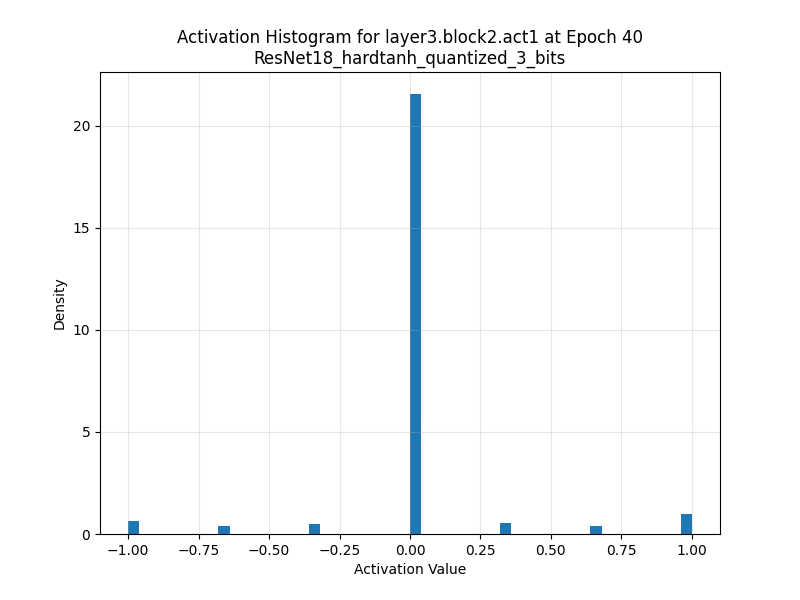 Activation Histogram for layer3.block2.act1 at Epoch 40
ResNet18_hardtanh_quantized_3_bits
20
15
10
5
0
Density
−1.00 −0.75 −0.50 −0.25 0.00 0.25 0.50 0.75 1.00
Activation Value